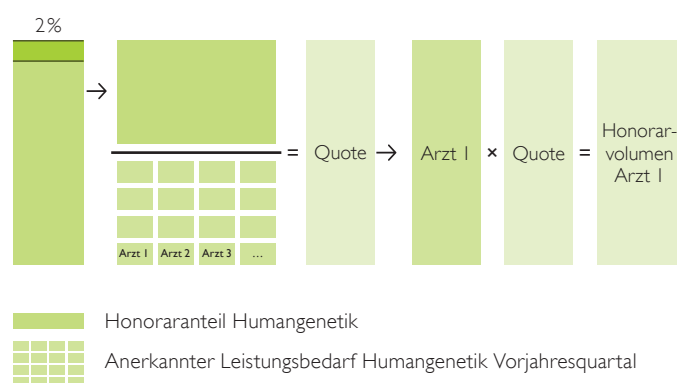 2%
→
= Quote → Arzt 1 × Quote = Honorar-
volumen
Arzt 1
Arzt 1 Arzt 2 Arzt 3 ...
Honoraranteil Humangenetik
Anerkannter Leistungsbedarf Humangenetik Vorjahresquartal